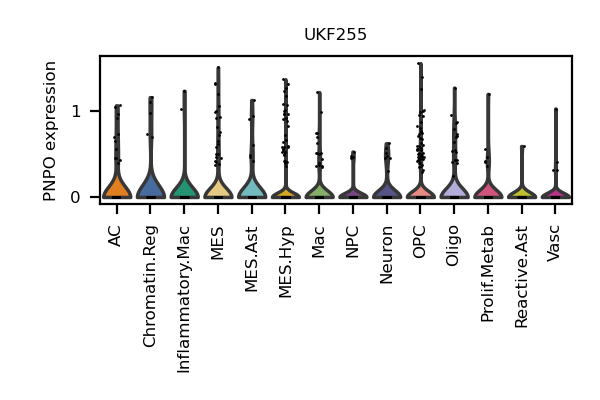 UKF255
PNPO expression
1
0
AC
Chromatin.Reg
Inflammatory.Mac
MES
MES.Ast
MES.Hyp
Mac
NPC
Neuron
OPC
Oligo
Prolif.Metab
Reactive.Ast
Vasc